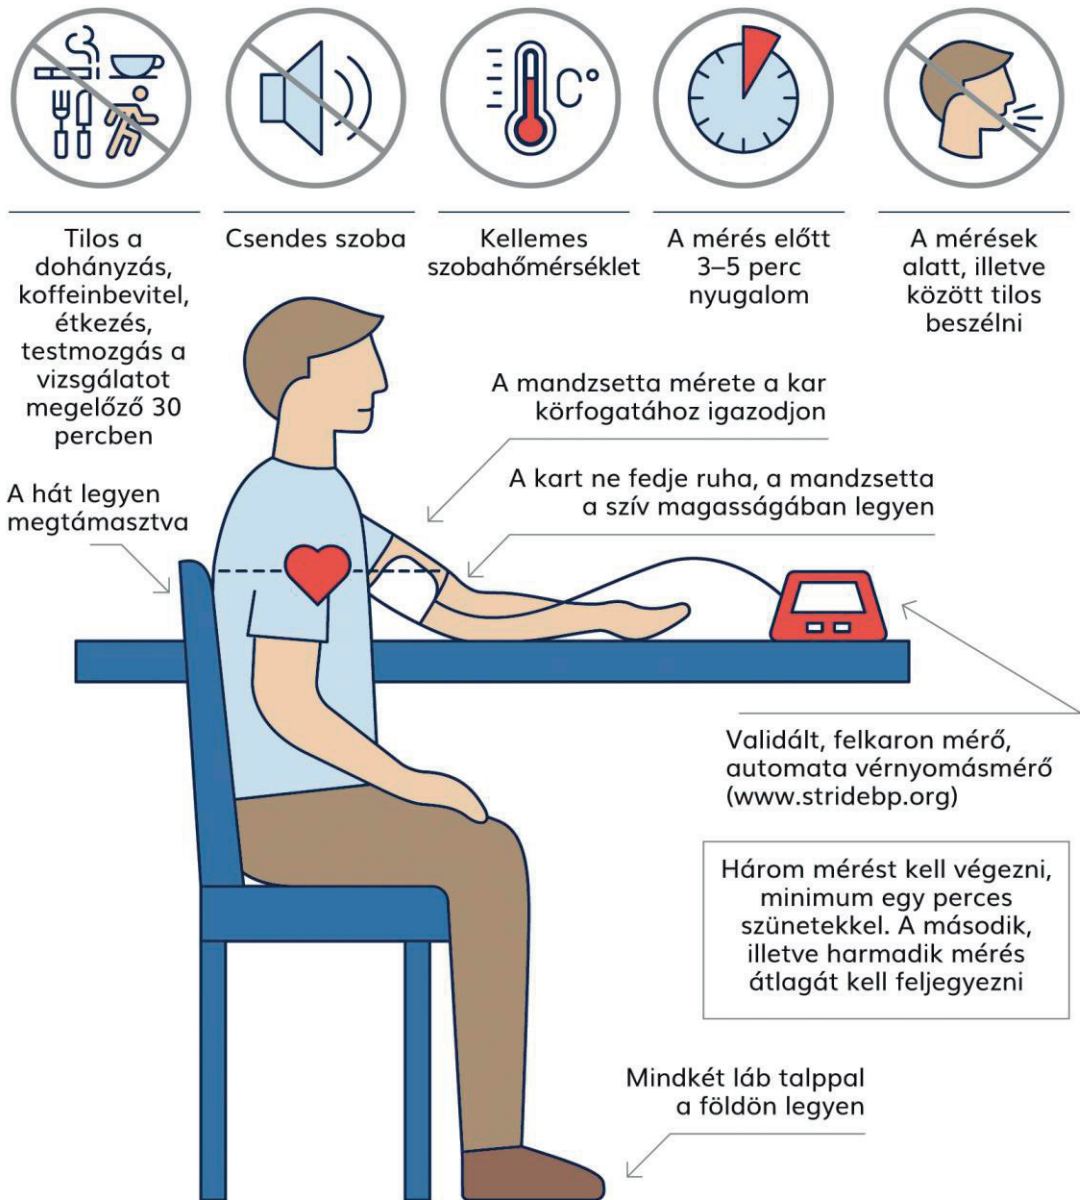 C°
Tilos a
dohányzás,
koffeinbevitel,
étkezés,
testmozgás a
vizsgálatot
megelőző 30
percben
Csendes szoba
Kellemes
szobahőmérséklet
A mérés előtt
3–5 perc
nyugalom
A mérések
alatt, illetve
között tilos
beszélni
A mandzsetta mérete a kar
körfogatához igazodjon
A kart ne fedje ruha, a mandzsetta
a szív magasságában legyen
A hát legyen
megtámasztva
Validált, felkaron mérő,
automata vérnyomásmérő
(www.stridebp.org)
Három mérést kell végezni,
minimum egy perces
szünetekkel. A második,
illetve harmadik mérés
átlagát kell feljegyezni
Mindkét láb talppal
a földön legyen